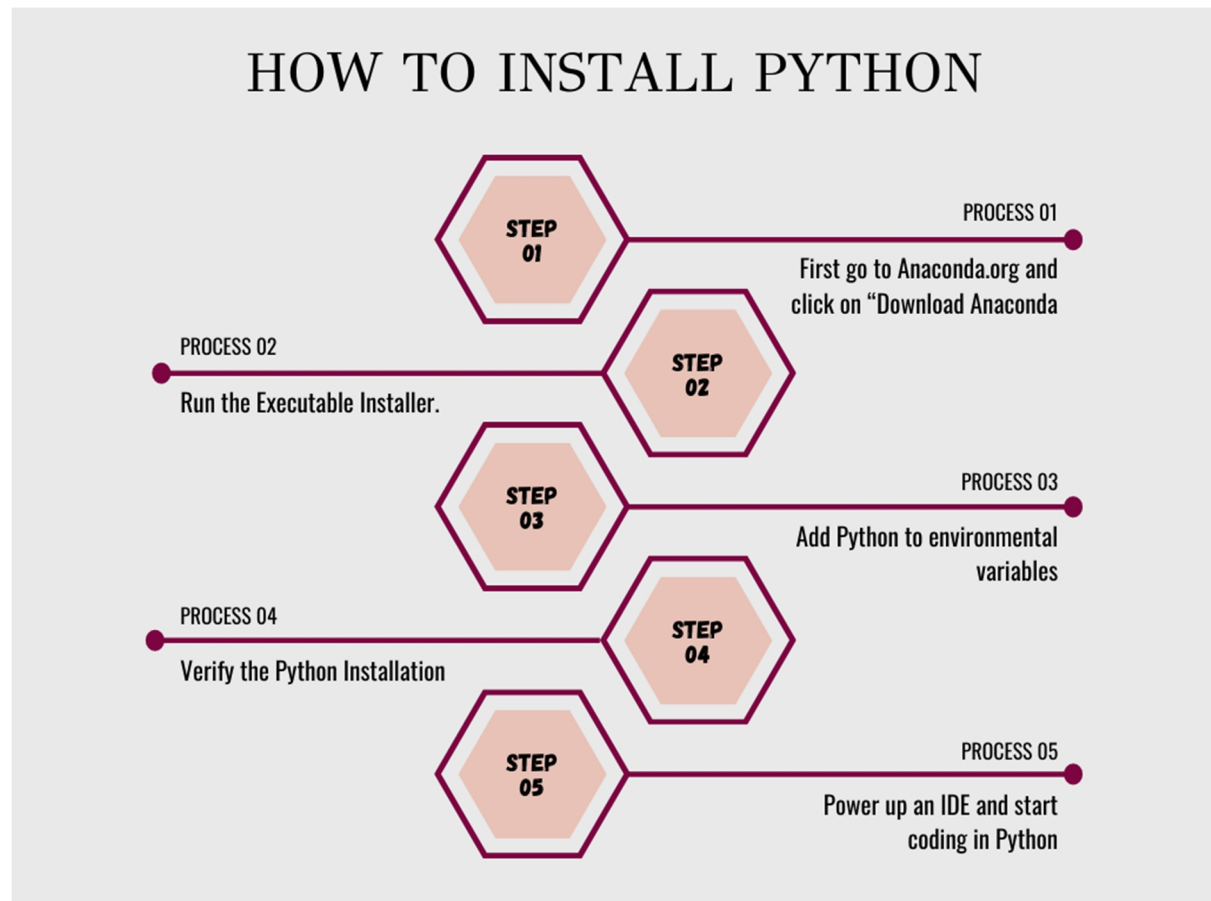 HOW TO INSTALL PYTHON
STEP
01
PROCESS 01
First go to Anaconda.org and
click on “Download Anaconda
STEP
02
PROCESS 02
Run the Executable Installer.
STEP
03
PROCESS 03
Add Python to environmental
variables
STEP
04
PROCESS 04
Verify the Python Installation
STEP
05
PROCESS 05
Power up an IDE and start
coding in Python